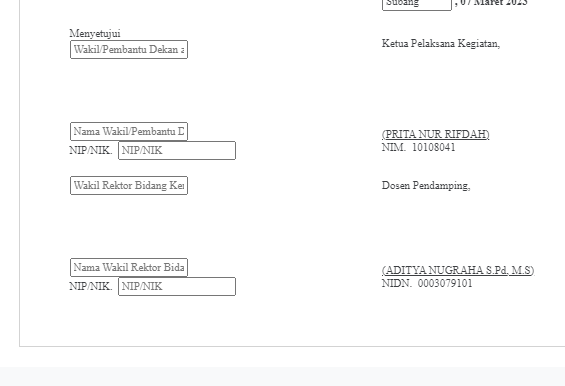 Subang , 07 Maret 2023
Menyetujui
Wakil/Pembantu Dekan a
Ketua Pelaksana Kegiatan,
Nama Wakil/Pembantu D
(PRITA NUR RIFDAH)
NIP/NIK. NIP/NIK
NIM. 10108041
Wakil Rektor Bidang Ke
Dosen Pendamping,
Nama Wakil Rektor Bida
(ADITYA NUGRAHA S.Pd, M.S)
NIP/NIK. NIP/NIK
NIDN. 0003079101